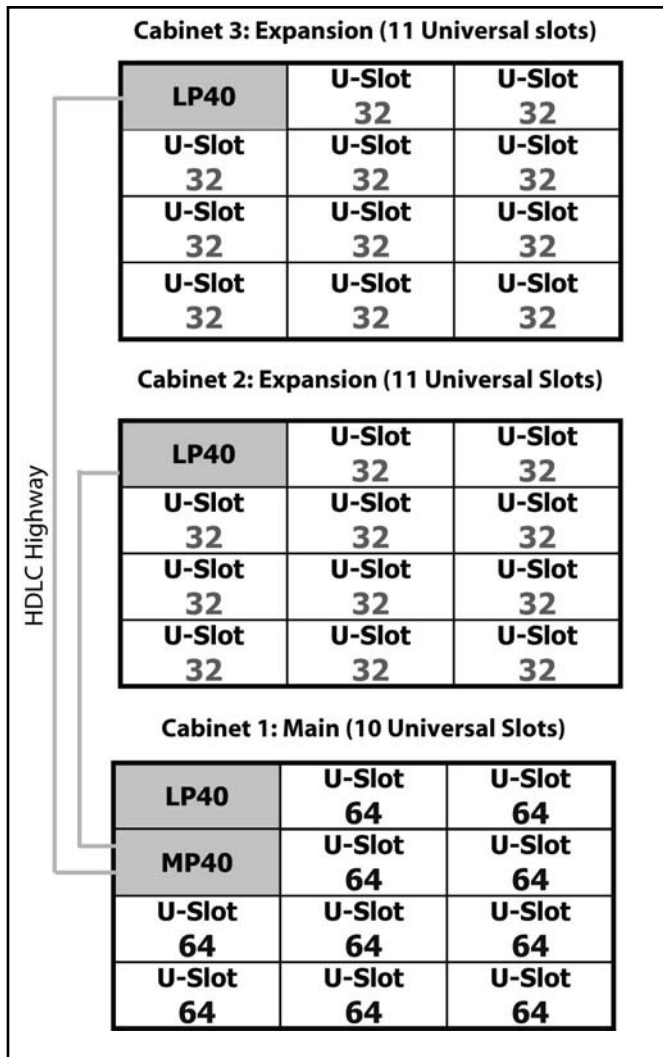 Cabinet 3: Expansion (11 Universal slots)
LP40 U-Slot 32 U-Slot 32
U-Slot 32 U-Slot 32 U-Slot 32
U-Slot 32 U-Slot 32 U-Slot 32
U-Slot 32 U-Slot 32 U-Slot 32
HDLC Highway
Cabinet 2: Expansion (11 Universal Slots)
LP40 U-Slot 32 U-Slot 32
U-Slot 32 U-Slot 32 U-Slot 32
U-Slot 32 U-Slot 32 U-Slot 32
U-Slot 32 U-Slot 32 U-Slot 32
Cabinet 1: Main (10 Universal Slots)
LP40 U-Slot 64 U-Slot 64
MP40 U-Slot 64 U-Slot 64
U-Slot 64 U-Slot 64 U-Slot 64
U-Slot 64 U-Slot 64 U-Slot 64